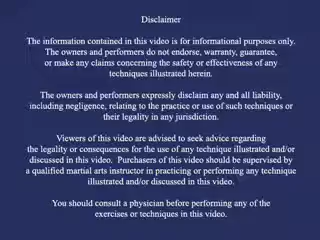 Disclaimer
The information contained in this video is for informational purposes only.
The owners and performers do not endorse, warranty, guarantee,
or make any claims concerning the safety or effectiveness of any
techniques illustrated herein.
The owners and performers expressly disclaim any and all liability,
including negligence, relating to the practice or use of such techniques or
their legality in any jurisdiction.
Viewers of this video are advised to seek advice regarding
the legality or consequences for the use of any technique illustrated and/or
discussed in this video. Purchasers of this video should be supervised by
a qualified martial arts instructor in practicing or performing any technique
illustrated and/or discussed in this video.
You should consult a physician before performing any of the
exercises or techniques in this video.